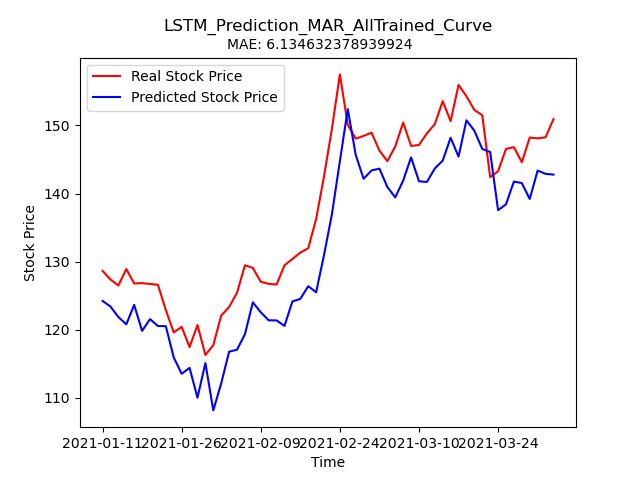 LSTM_Prediction_MAR_AllTrained_Curve
MAE: 6.134632378939924
Real Stock Price
Predicted Stock Price
150
140
130
120
110
Stock Price
2021-01-11 2021-01-26 2021-02-09 2021-02-24 2021-03-10 2021-03-24
Time